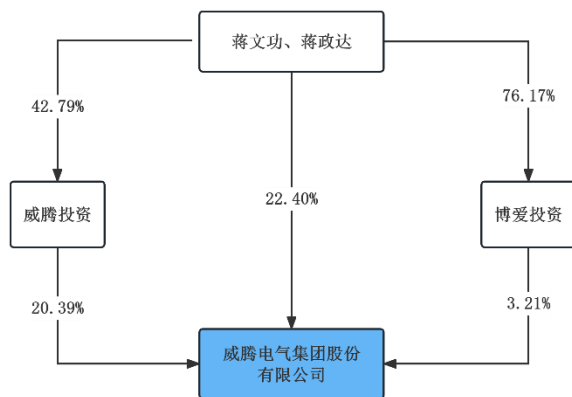 蒋文功、蒋政达
42.79%
76.17%
威腾投资
22.40%
博爱投资
20.39%
3.21%
威腾电气集团股份
有限公司